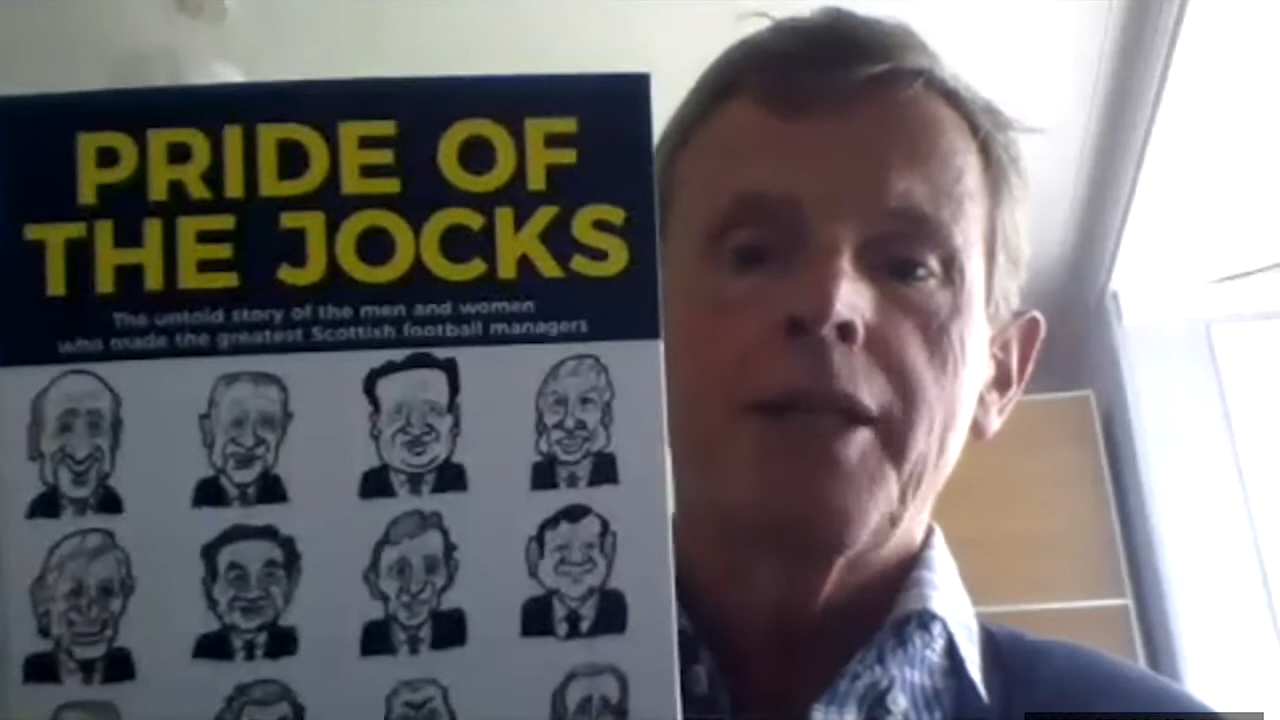 PRIDE OF
THE JOCKS
The untold story of the men and women
who made the greatest Scottish football managers